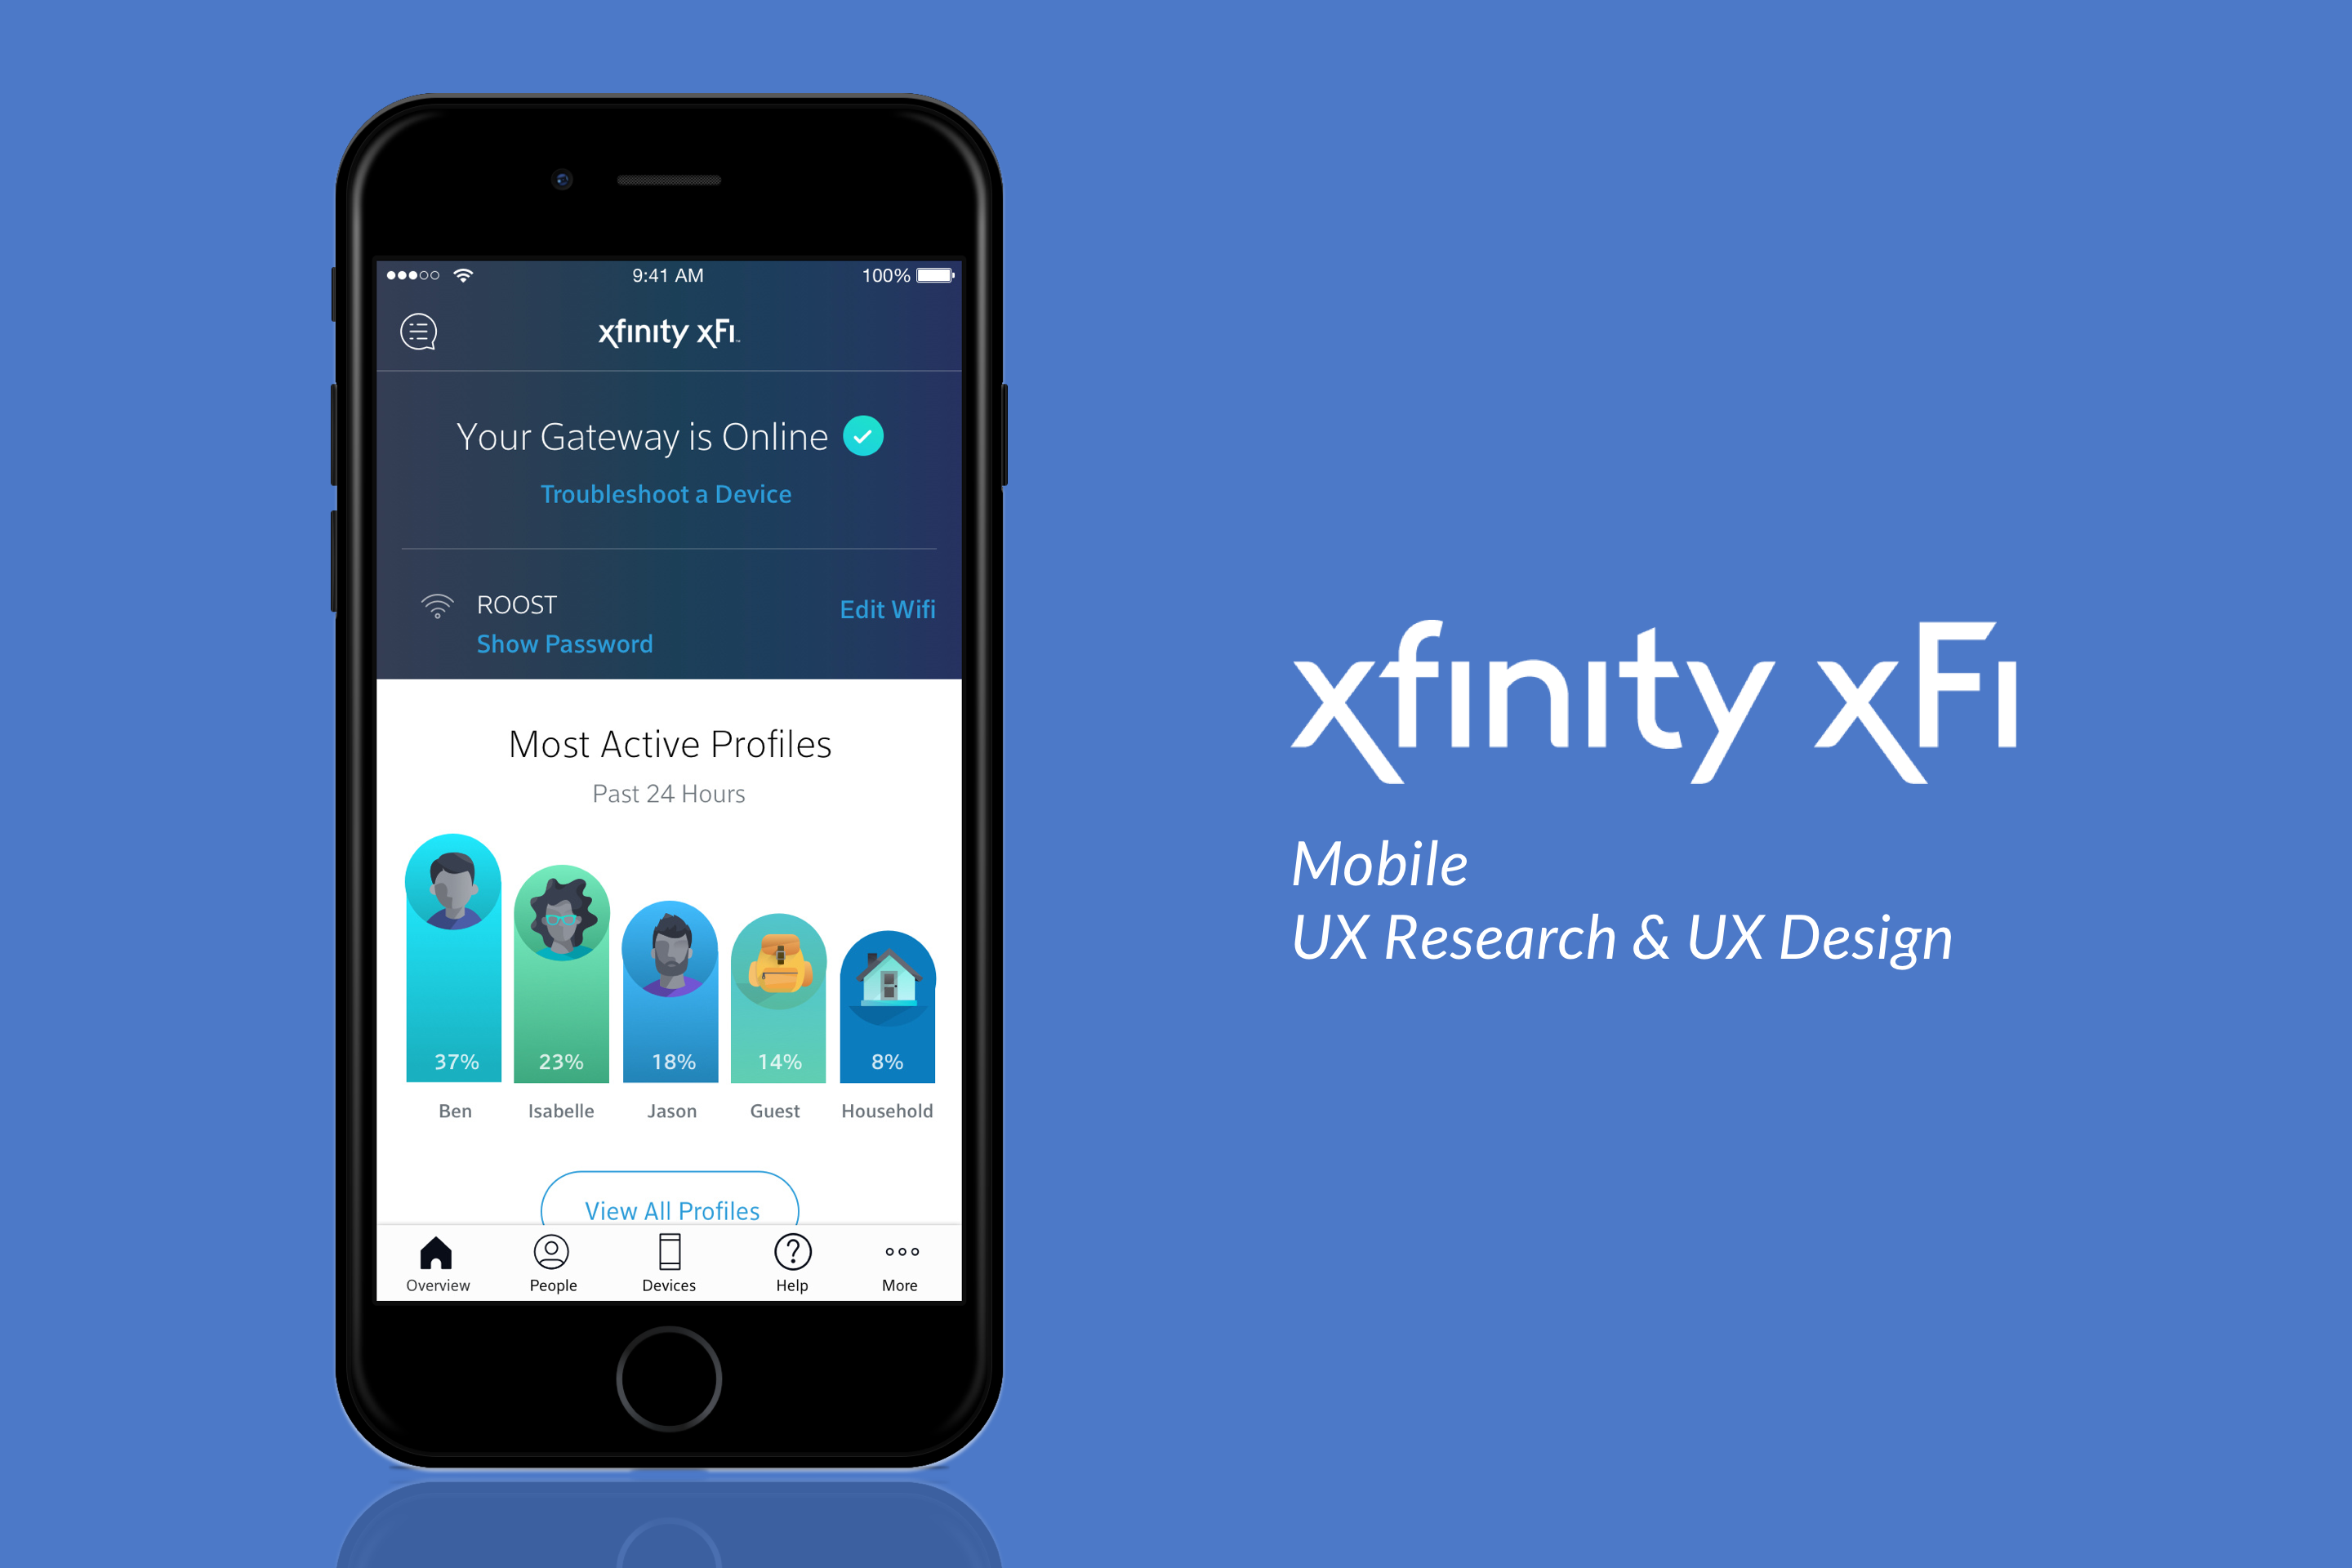 9:41 AM
100%
xfinity xFi
Your Gateway is Online
Troubleshoot a Device
ROOST
Edit Wifi
Show Password
Most Active Profiles
Past 24 Hours
37% 23% 18% 14% 8%
Ben Isabelle Jason Guest Household
View All Profiles
Overview People Devices Help More
xfinity xFi
Mobile
UX Research & UX Design